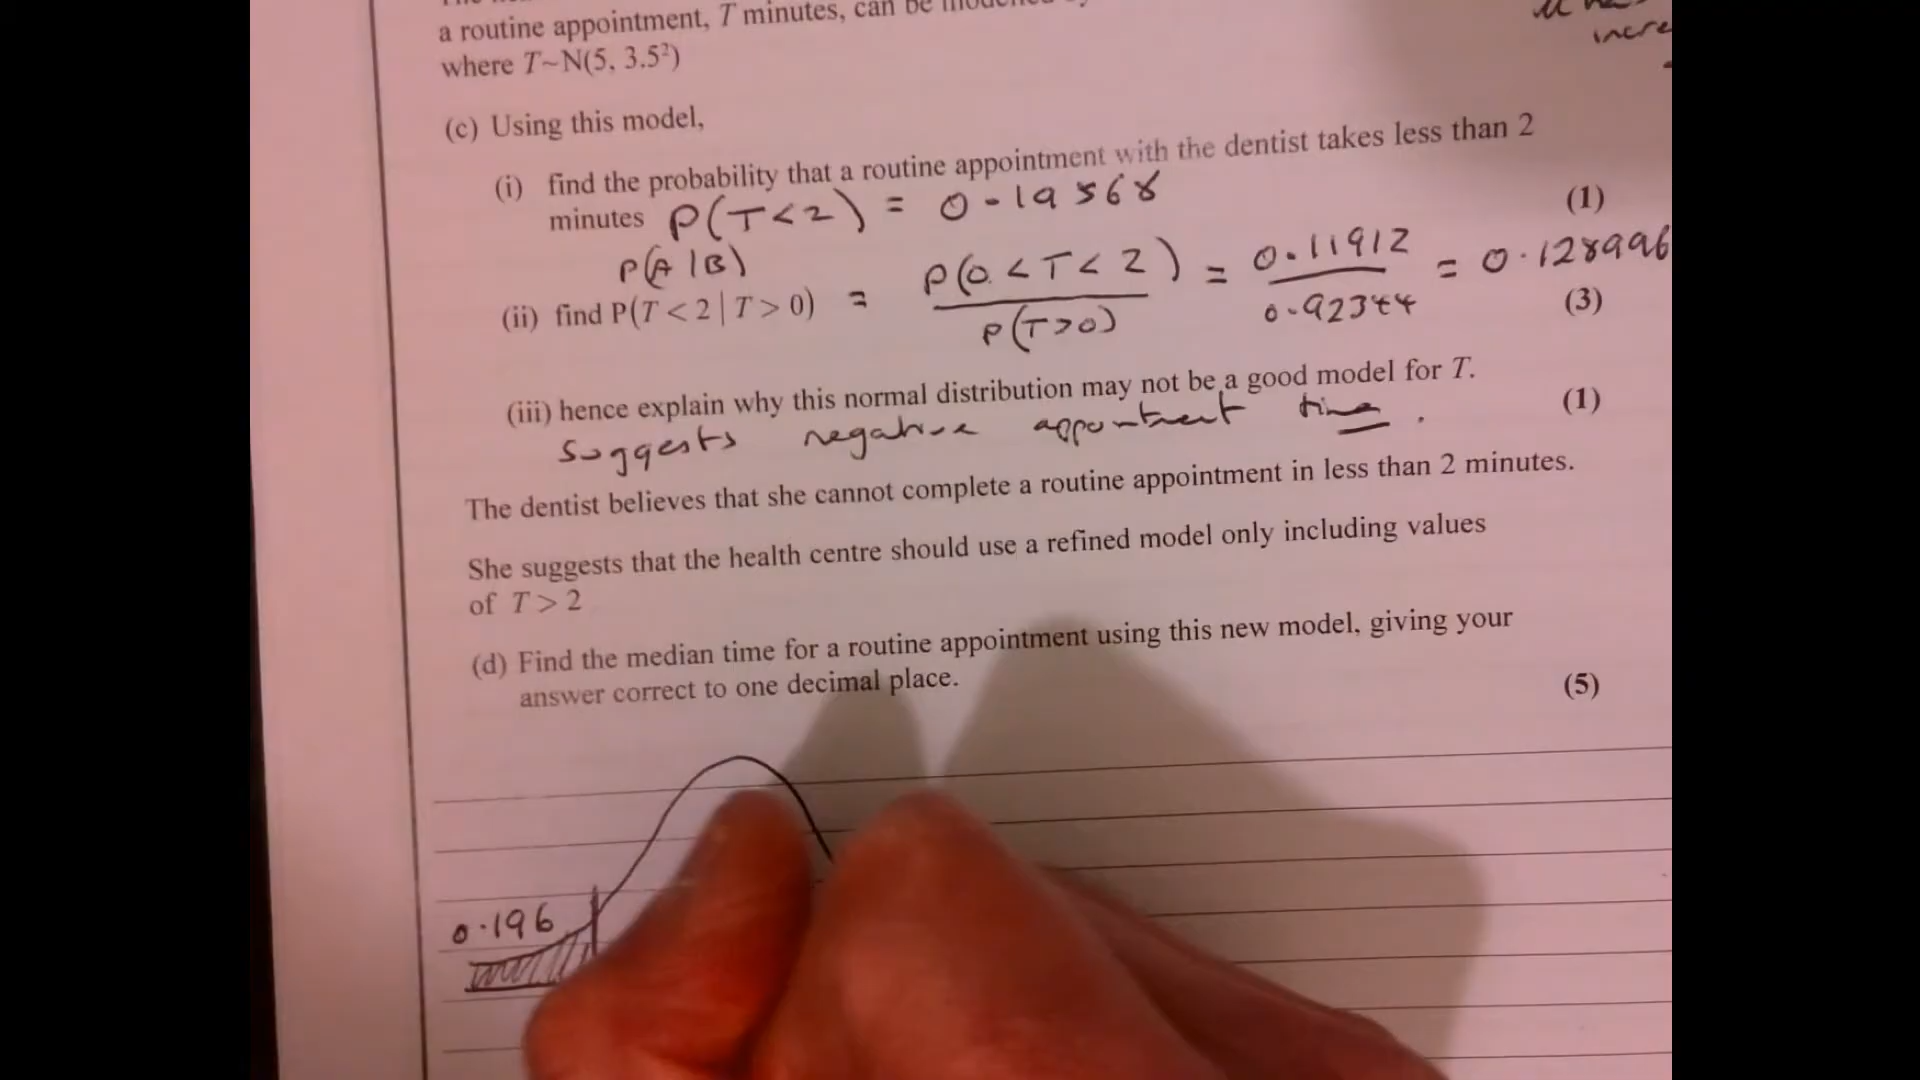 a routine appointment, T minutes, can be
where T~N(5, 3.5²)
incre
(c) Using this model,
(i) find the probability that a routine appointment with the dentist takes less than 2
minutes P(T<2) = 0.19568 (1)
P(A|B)
(ii) find P(T < 2 | T > 0) = P(0 < T < 2) / P(T>0) = 0.11912 / 0.92344 = 0.128996 (3)
(iii) hence explain why this normal distribution may not be a good model for T.
suggests negative appointment time. (1)
The dentist believes that she cannot complete a routine appointment in less than 2 minutes.
She suggests that the health centre should use a refined model only including values
of T > 2
(d) Find the median time for a routine appointment using this new model, giving your
answer correct to one decimal place.
(5)
0.196